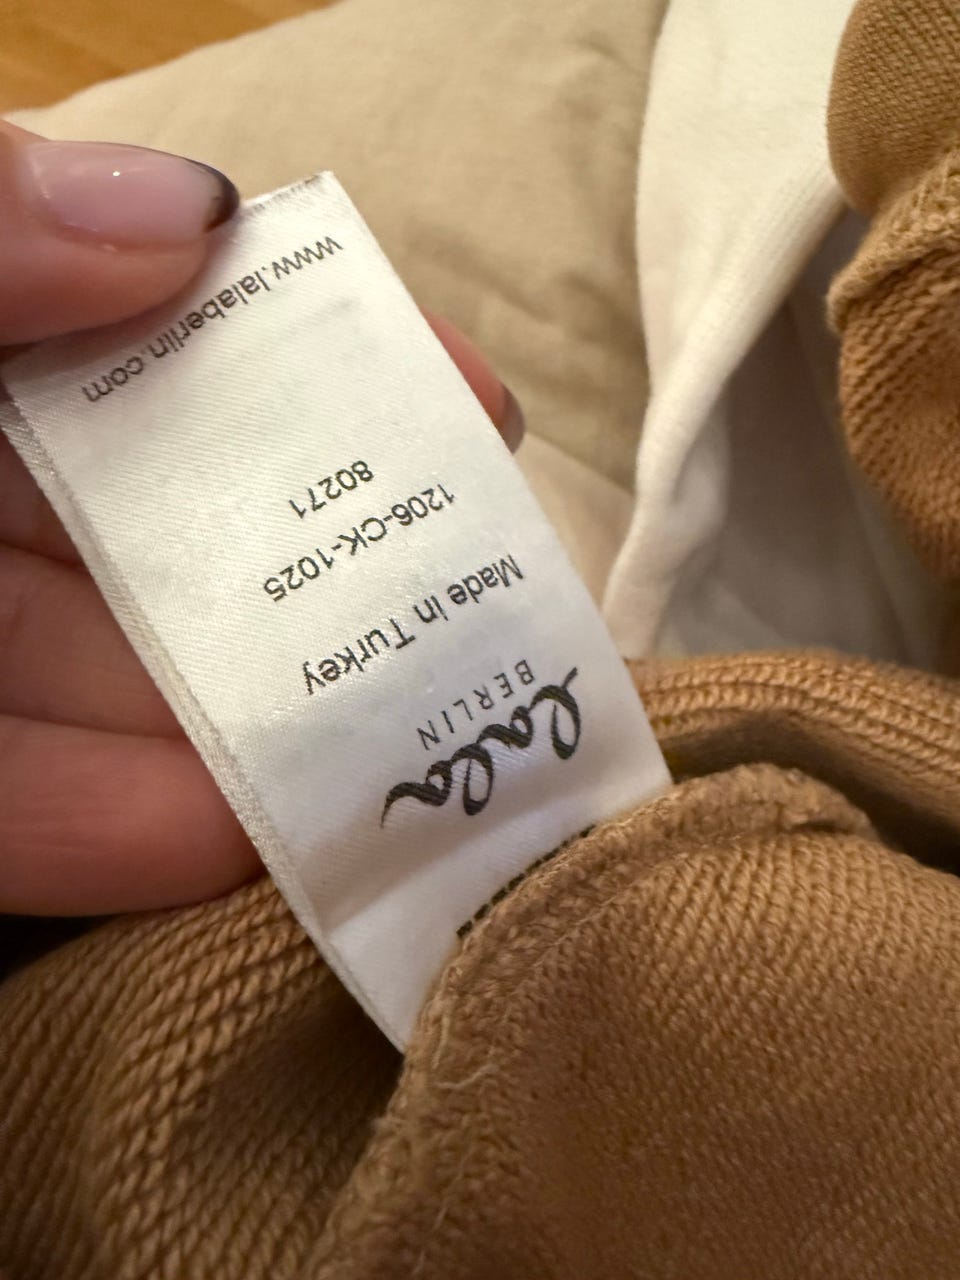 lala
BERLIN
Made in Turkey
1206-CK-1025
80271
www.lalaberlin.com